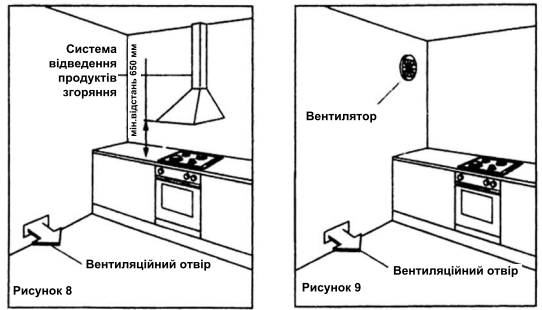 Система
відведення
продуктів
згоряння
мін.відстань 650 мм
Вентиляційний отвір
Рисунок 8
Вентилятор
Вентиляційний отвір
Рисунок 9